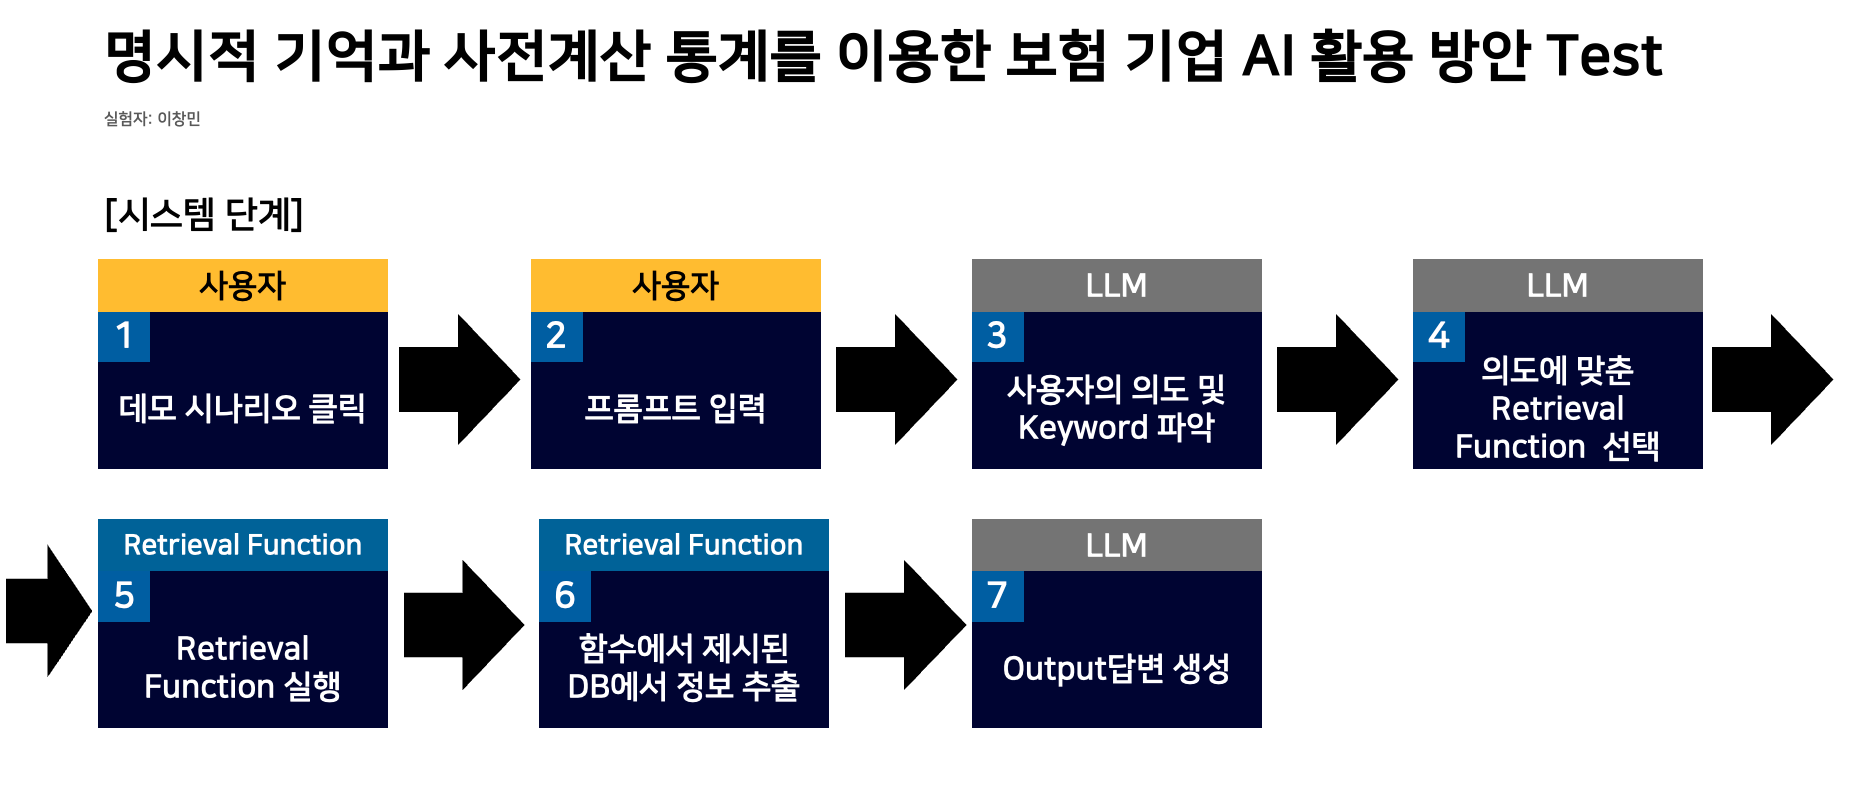 명시적 기억과 사전계산 통계를 이용한 보험 기업 AI 활용 방안 Test
실험자: 이창민
[시스템 단계]
사용자
1
데모 시나리오 클릭
사용자
2
프롬프트 입력
LLM
3
사용자의 의도 및
Keyword 파악
LLM
4
의도에 맞춘
Retrieval
Function 선택
Retrieval Function
5
Retrieval
Function 실행
Retrieval Function
6
함수에서 제시된
DB에서 정보 추출
LLM
7
Output답변 생성